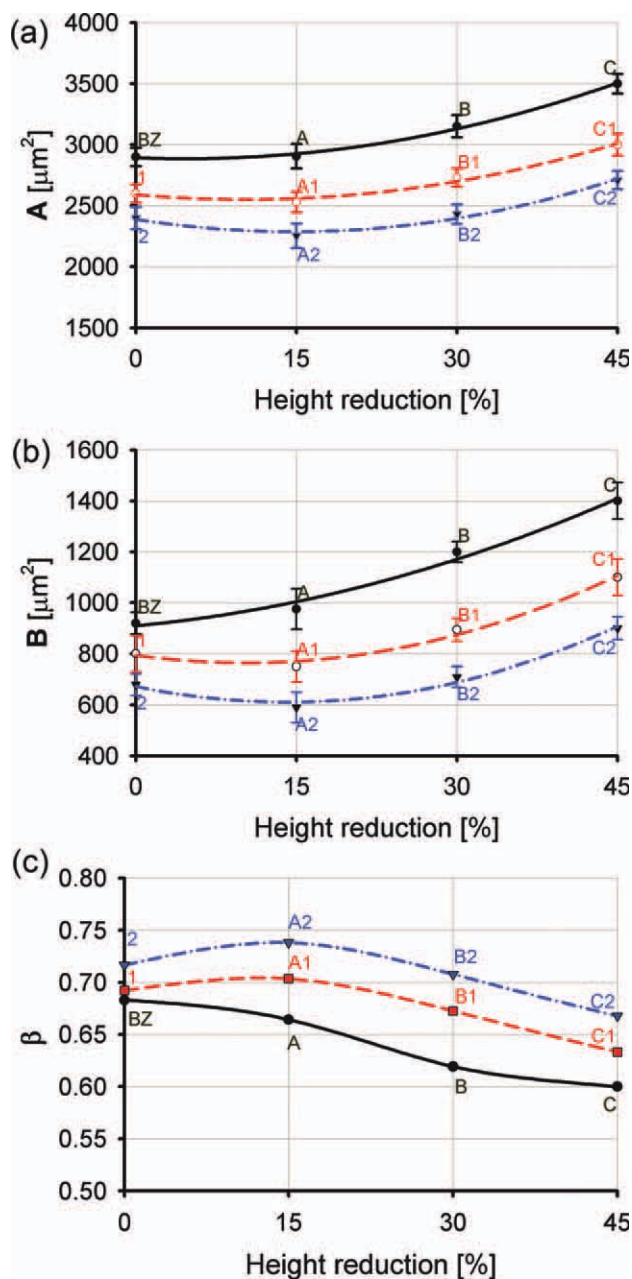 (a)
4000
3500
3000
2500
2000
1500
A [μm²]
BZ
A
B
C
1
A1
B1
C1
2
A2
B2
C2
0
15
30
45
Height reduction [%]
(b)
1600
1400
1200
1000
800
600
400
B [μm²]
BZ
A
B
C
1
A1
B1
C1
2
A2
B2
C2
0
15
30
45
Height reduction [%]
(c)
0.80
0.75
0.70
0.65
0.60
0.55
0.50
β
2
A2
B2
C2
1
A1
B1
C1
BZ
A
B
C
0
15
30
45
Height reduction [%]